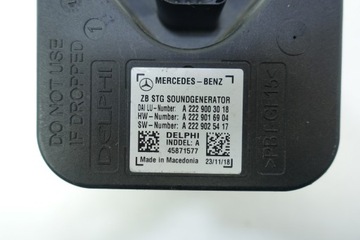 DO NOT USE
IF DROPPED
DELPHI
MERCEDES-BENZ
ZB STG SOUNDGENERATOR
DAI LU-Number: A 222 900 30 18
HW-Number: A 222 901 69 04
SW-Number: A 222 902 54 17
DELPHI
INDDEL: A
45871577
Made in Macedonia
23/11/18